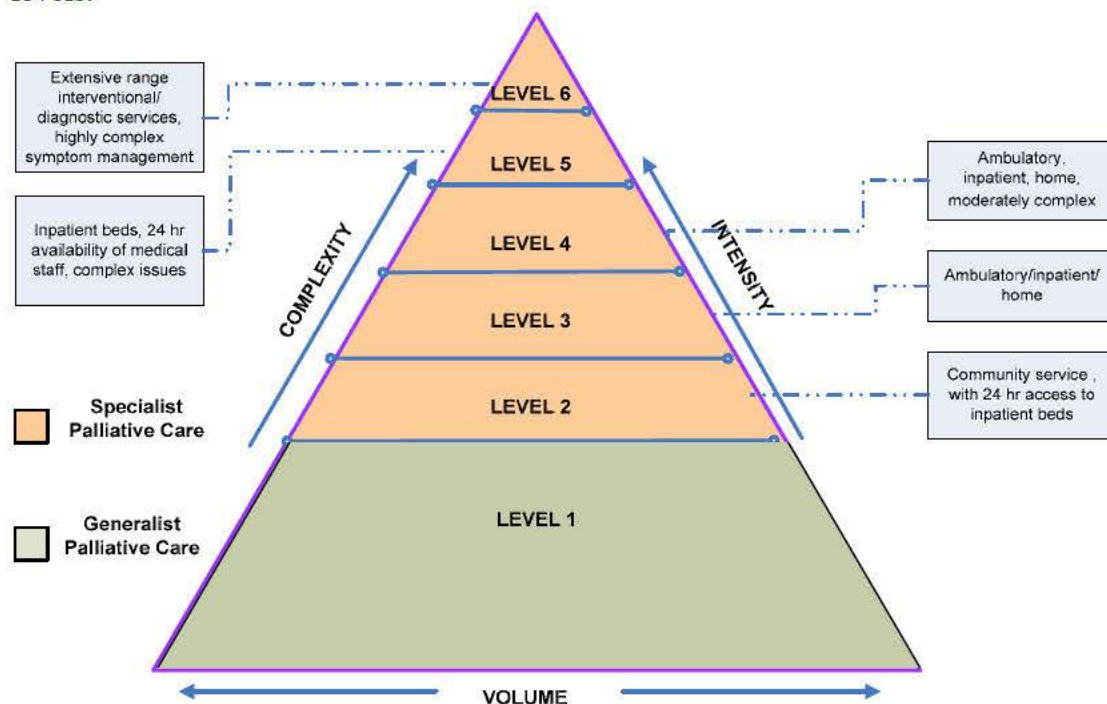 Extensive range
interventional/
diagnostic services,
highly complex
symptom management
Inpatient beds, 24 hr
availability of medical
staff, complex issues
COMPLEXITY
LEVEL 6
LEVEL 5
LEVEL 4
LEVEL 3
LEVEL 2
LEVEL 1
INTENSITY
Ambulatory,
inpatient, home,
moderately complex
Ambulatory/inpatient/
home
Community service ,
with 24 hr access to
inpatient beds
Specialist
Palliative Care
Generalist
Palliative Care
VOLUME